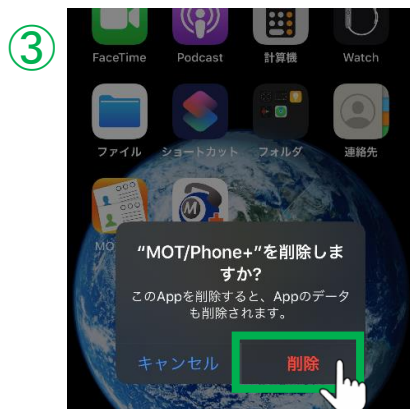 ③
FaceTime Podcast 計算機 Watch
ファイル ショートカット フォルダ 連絡先
MO
“MOT/Phone+”を削除しま
すか?
このAppを削除すると、Appのデータ
も削除されます。
キャンセル 削除